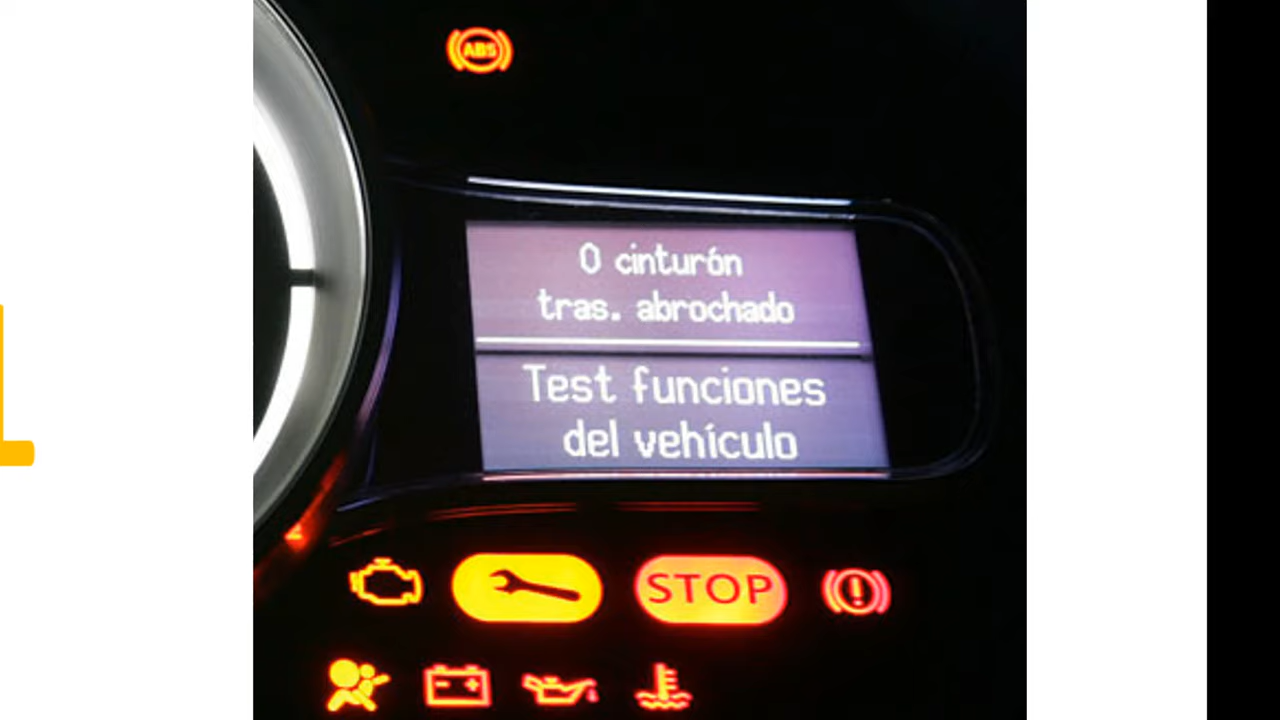 ABS
0 cinturón
tras. abrochado
Test funciones
del vehículo
STOP